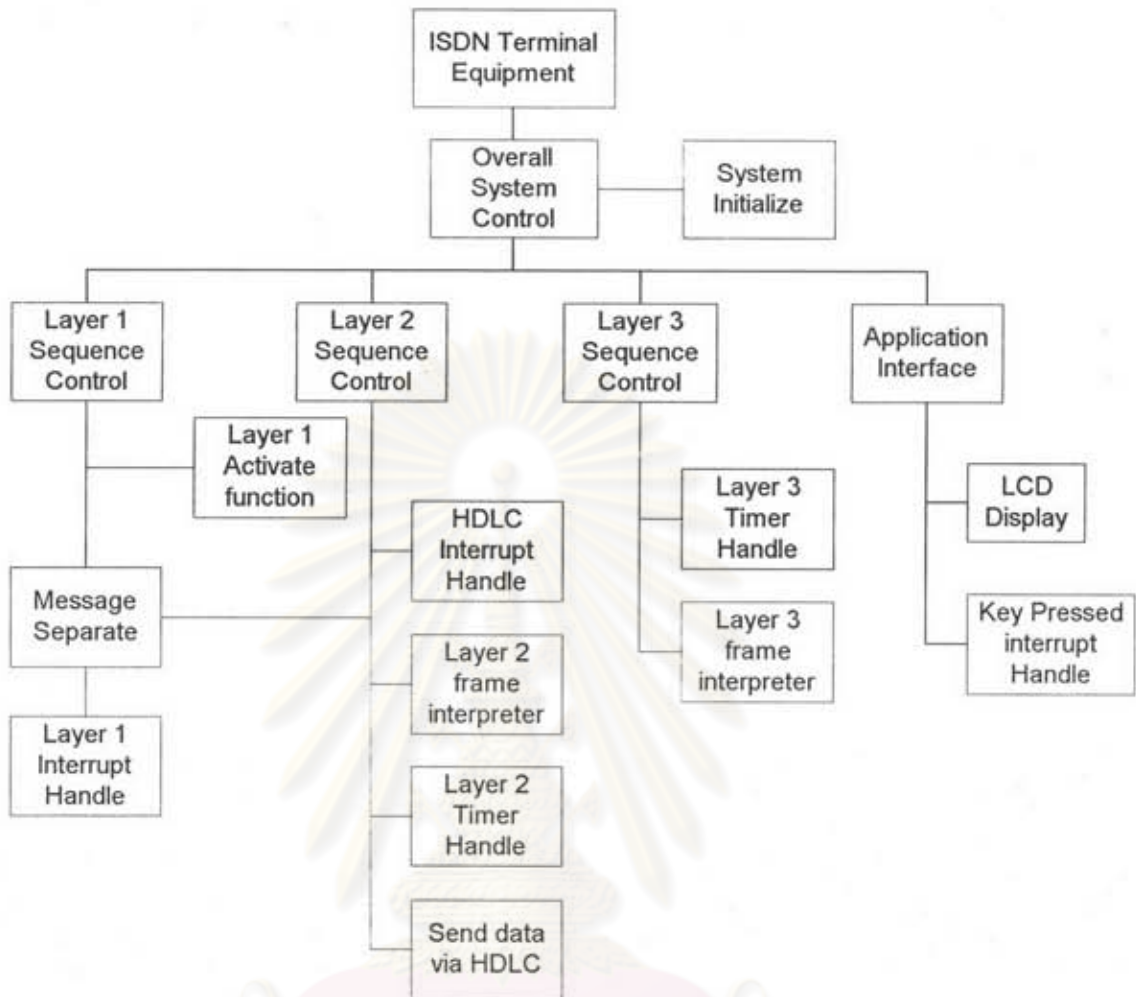 ISDN Terminal
Equipment
Overall
System
Control
System
Initialize
Layer 1
Sequence
Control
Layer 2
Sequence
Control
Layer 3
Sequence
Control
Application
Interface
Layer 1
Activate
function
HDLC
Interrupt
Handle
Layer 3
Timer
Handle
LCD
Display
Message
Separate
Layer 2
frame
interpreter
Layer 3
frame
interpreter
Key Pressed
interrupt
Handle
Layer 1
Interrupt
Handle
Layer 2
Timer
Handle
Send data
via HDLC